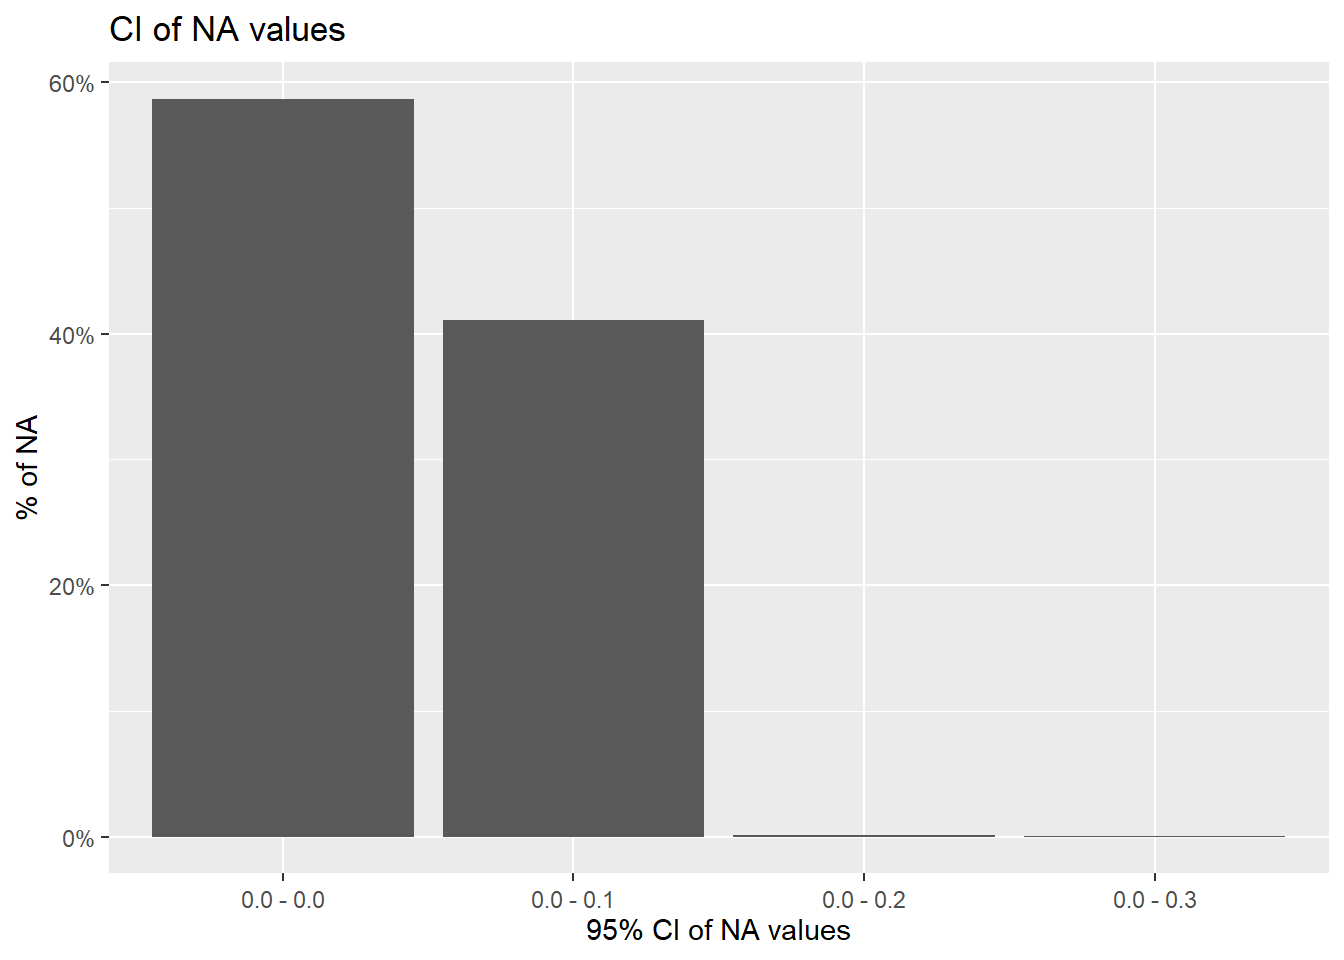 CI of NA values
60%
40%
20%
0%
% of NA
0.0 - 0.0
0.0 - 0.1
0.0 - 0.2
0.0 - 0.3
95% CI of NA values